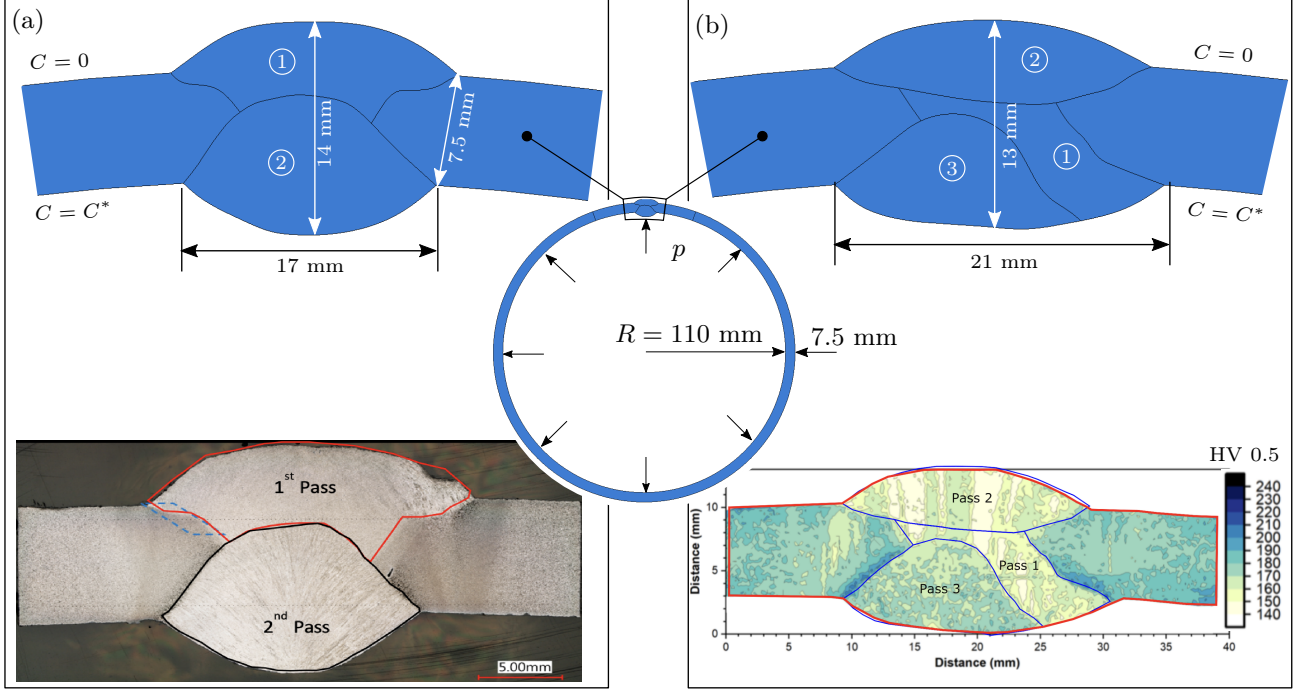 (a)
C = 0
①
14 mm
7.5 mm
②
C = C*
17 mm
(b)
C = 0
②
13 mm
①
③
C = C*
21 mm
p
R = 110 mm
7.5 mm
1st Pass
2nd Pass
5.00mm
HV 0.5
240
230
220
210
200
190
180
170
160
150
140
Distance (mm)
10
5
0
Pass 2
Pass 1
Pass 3
0 5 10 15 20 25 30 35 40
Distance (mm)